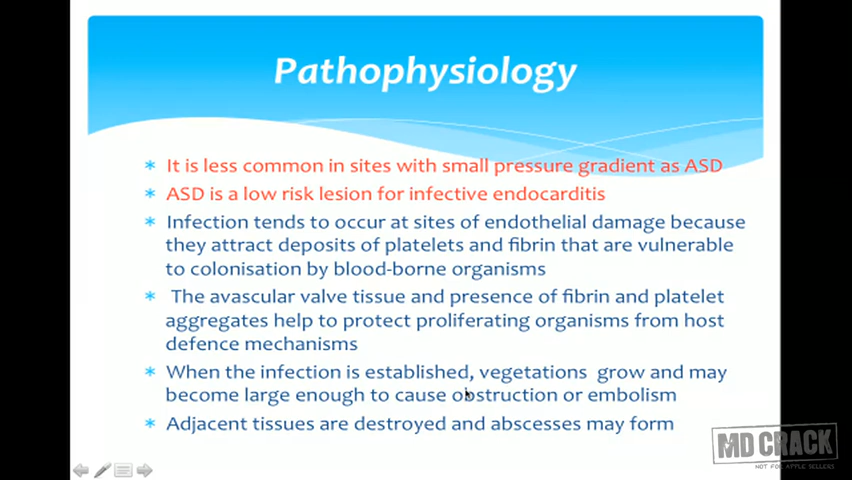 Pathophysiology
* It is less common in sites with small pressure gradient as ASD
* ASD is a low risk lesion for infective endocarditis
* Infection tends to occur at sites of endothelial damage because
they attract deposits of platelets and fibrin that are vulnerable
to colonisation by blood-borne organisms
* The avascular valve tissue and presence of fibrin and platelet
aggregates help to protect proliferating organisms from host
defence mechanisms
* When the infection is established, vegetations grow and may
become large enough to cause obstruction or embolism
* Adjacent tissues are destroyed and abscesses may form
MD CRACK
NOT FOR APPLE SELLERS